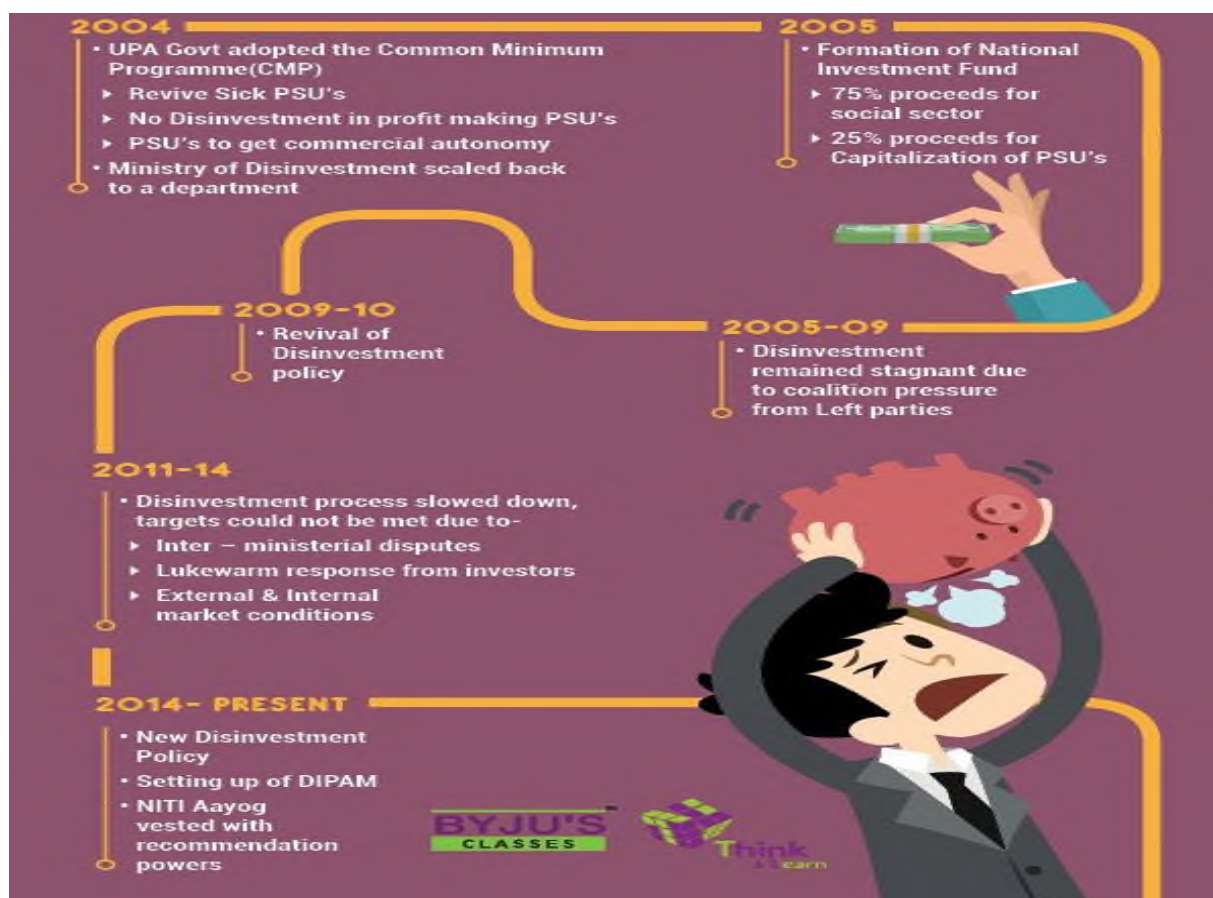 2004
• UPA Govt adopted the Common Minimum
Programme(CMP)
▸ Revive Sick PSU's
▸ No Disinvestment in profit making PSU's
▸ PSU's to get commercial autonomy
• Ministry of Disinvestment scaled back
to a department
2005
• Formation of National
Investment Fund
▸ 75% proceeds for
social sector
▸ 25% proceeds for
Capitalization of PSU's
2005-09
• Disinvestment
remained stagnant due
to coalition pressure
from Left parties
2009-10
• Revival of
Disinvestment
policy
2011-14
• Disinvestment process slowed down,
targets could not be met due to-
▸ Inter – ministerial disputes
▸ Lukewarm response from investors
▸ External & Internal
market conditions
2014- PRESENT
• New Disinvestment
Policy
• Setting up of DIPAM
• NITI Aayog
vested with
recommendation
powers
BYJU'S
CLASSES
Think
& Learn